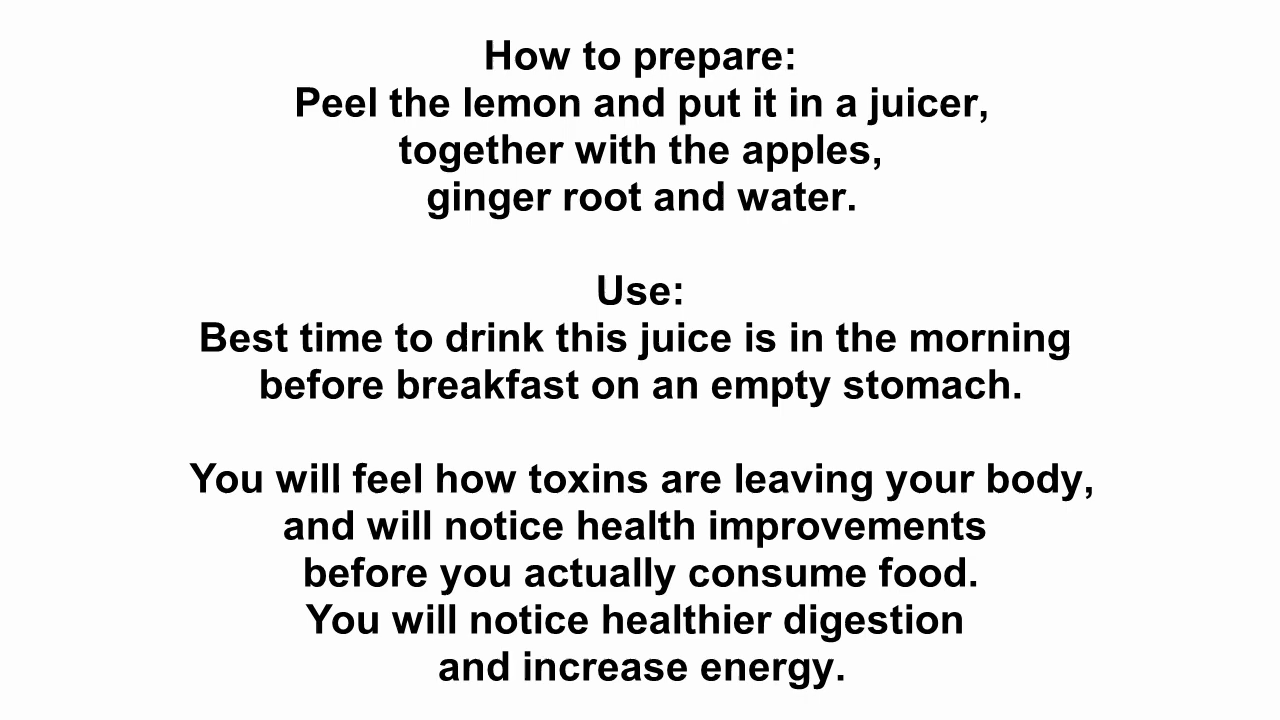 How to prepare:
Peel the lemon and put it in a juicer,
together with the apples,
ginger root and water.
Use:
Best time to drink this juice is in the morning
before breakfast on an empty stomach.
You will feel how toxins are leaving your body,
and will notice health improvements
before you actually consume food.
You will notice healthier digestion
and increase energy.